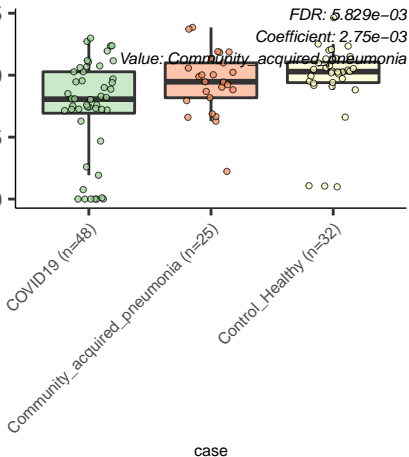 FDR: 5.829e−03
Coefficient: 2.75e−03
Value: Community_acquired_pneumonia
COVID19 (n=48)
Community_acquired_pneumonia (n=25)
Control_Healthy (n=32)
case